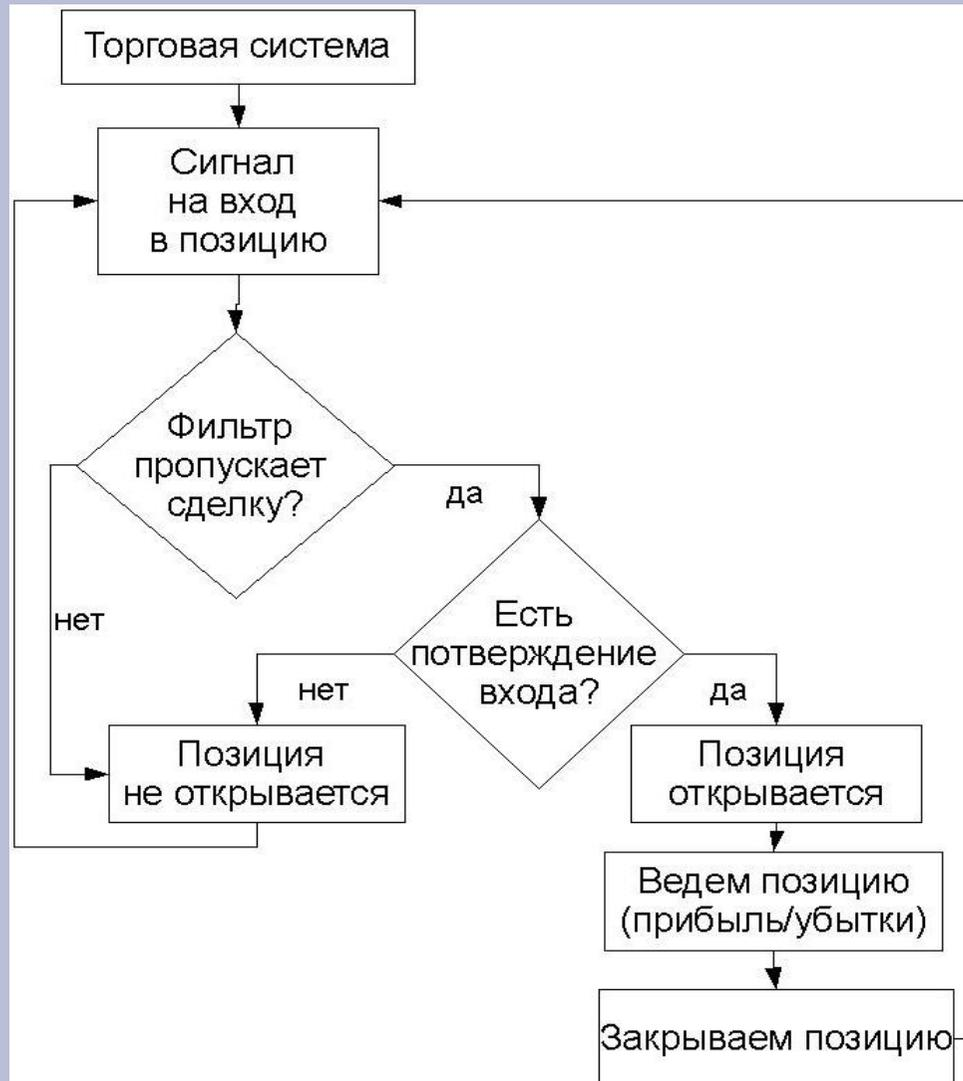 Торговая система
Сигнал
на вход
в позицию
Фильтр
пропускает
сделку?
да
нет
Есть
потверждение
входа?
нет
да
Позиция
не открывается
Позиция
открывается
Ведем позицию
(прибыль/убытки)
Закрываем позицию